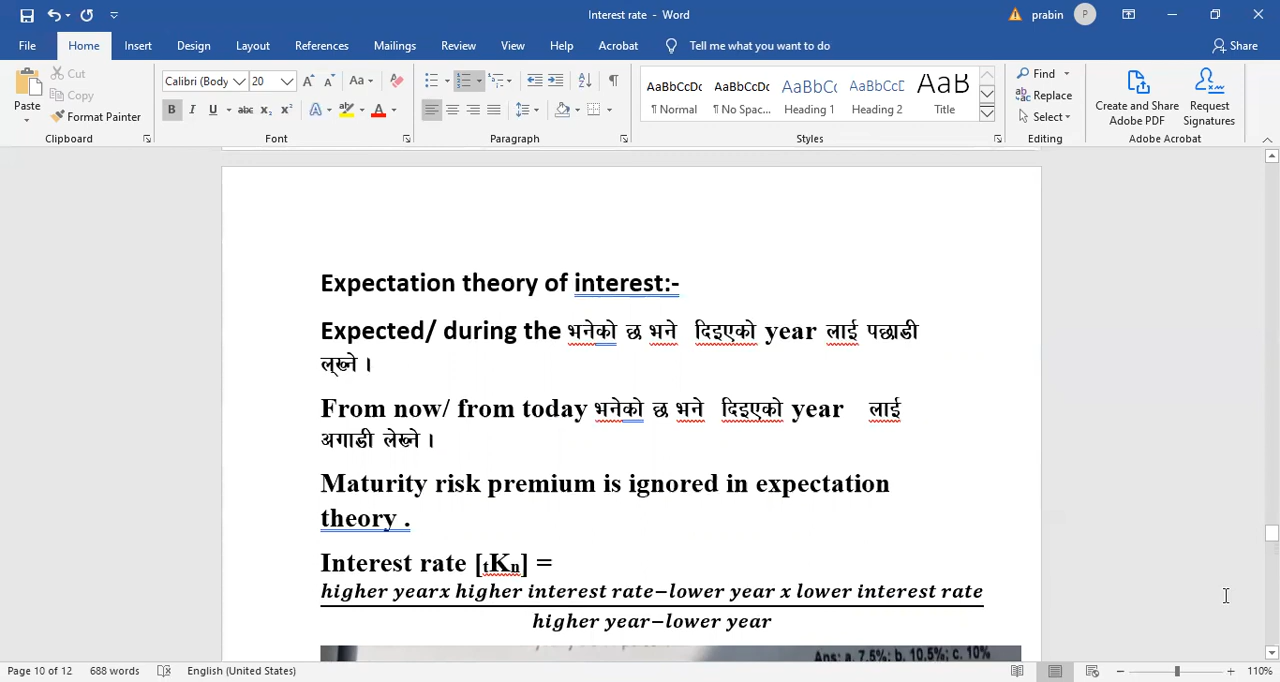 Interest rate - Word
prabin P
File Home Insert Design Layout References Mailings Review View Help Acrobat Tell me what you want to do Share
Paste Cut Copy Format Painter
Calibri (Body 20 Aa
B I U abc x₂ x² A A
AaBbCcDc AaBbCcDc AaBbCc AaBbCcD AaB
¶ Normal ¶ No Spac... Heading 1 Heading 2 Title
Find Replace Select
Create and Share Adobe PDF
Request Signatures
Clipboard Font Paragraph Styles Editing Adobe Acrobat
Expectation theory of interest:-
Expected/ during the भनेको छ भने दिइएको year लाई पछाडी
ल्ख्ने ।
From now/ from today भनेको छ भने दिइएको year लाई
अगाडी लेख्ने ।
Maturity risk premium is ignored in expectation
theory .
Interest rate [ₜKₙ] =
higher yearx higher interest rate−lower year x lower interest rate
higher year−lower year
Ans: a. 7.5%; b. 10.5%; c. 10%
Page 10 of 12 688 words English (United States) 110%